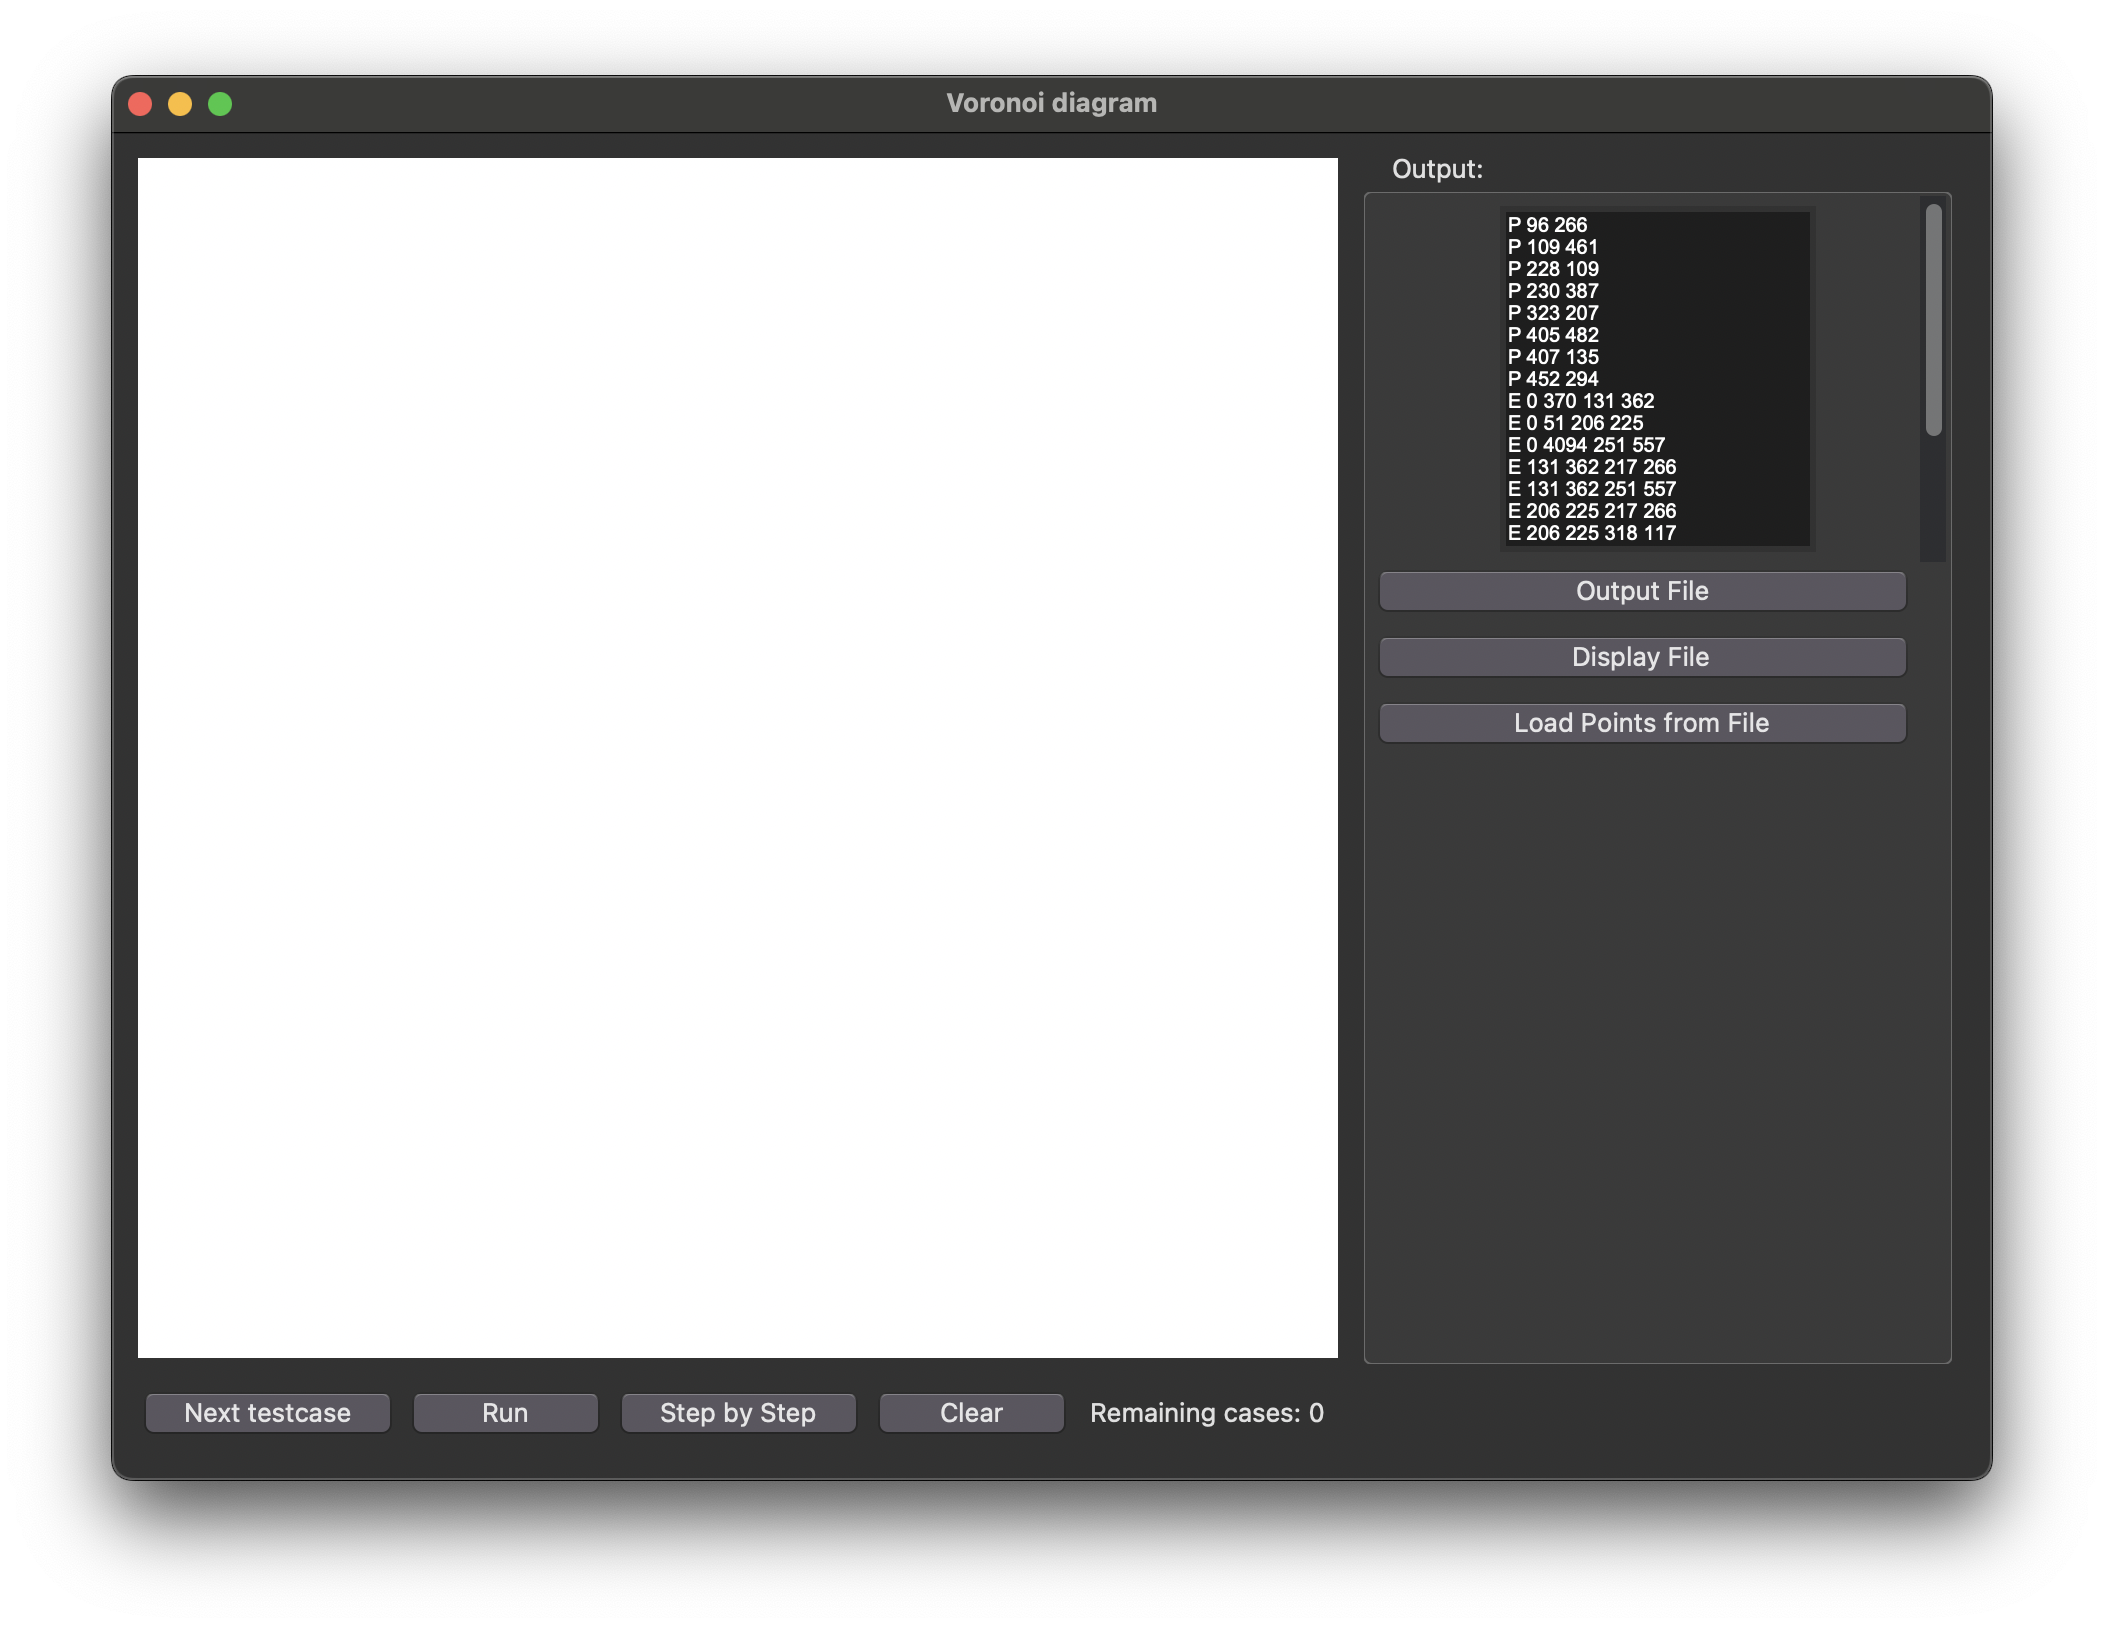 Voronoi diagram
Output:
P 96 266
P 109 461
P 228 109
P 230 387
P 323 207
P 405 482
P 407 135
P 452 294
E 0 370 131 362
E 0 51 206 225
E 0 4094 251 557
E 131 362 217 266
E 131 362 251 557
E 206 225 217 266
E 206 225 318 117
Output File
Display File
Load Points from File
Next testcase
Run
Step by Step
Clear
Remaining cases: 0